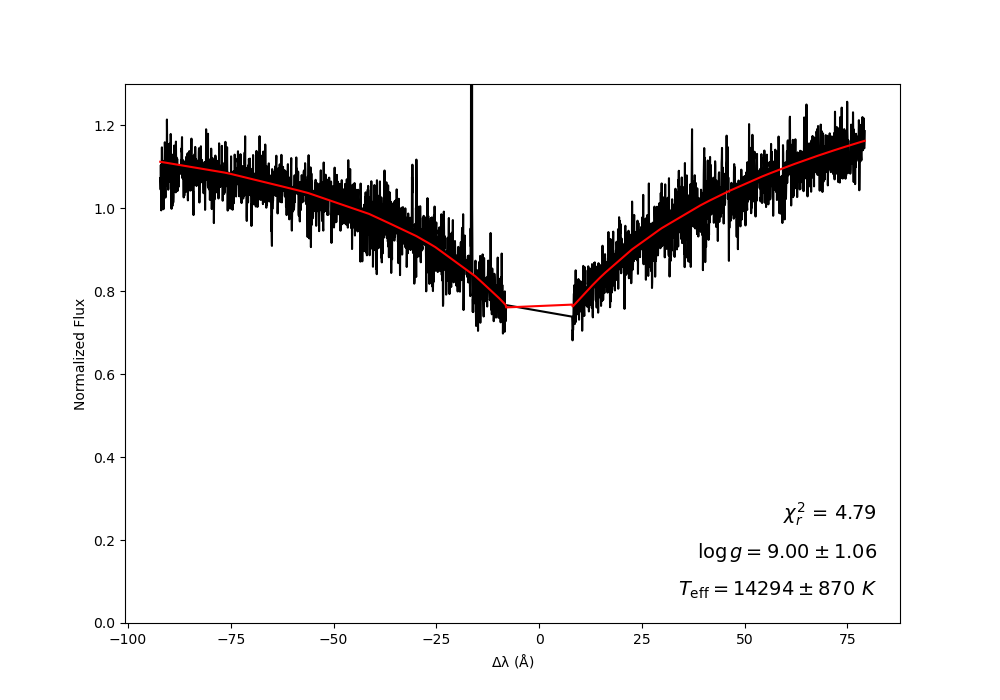 1.2
1.0
0.8
0.6
0.4
0.2
0.0
Normalized Flux
χ²ᵣ = 4.79
log g = 9.00 ± 1.06
T_eff = 14294 ± 870 K
−100 −75 −50 −25 0 25 50 75
Δλ (Å)